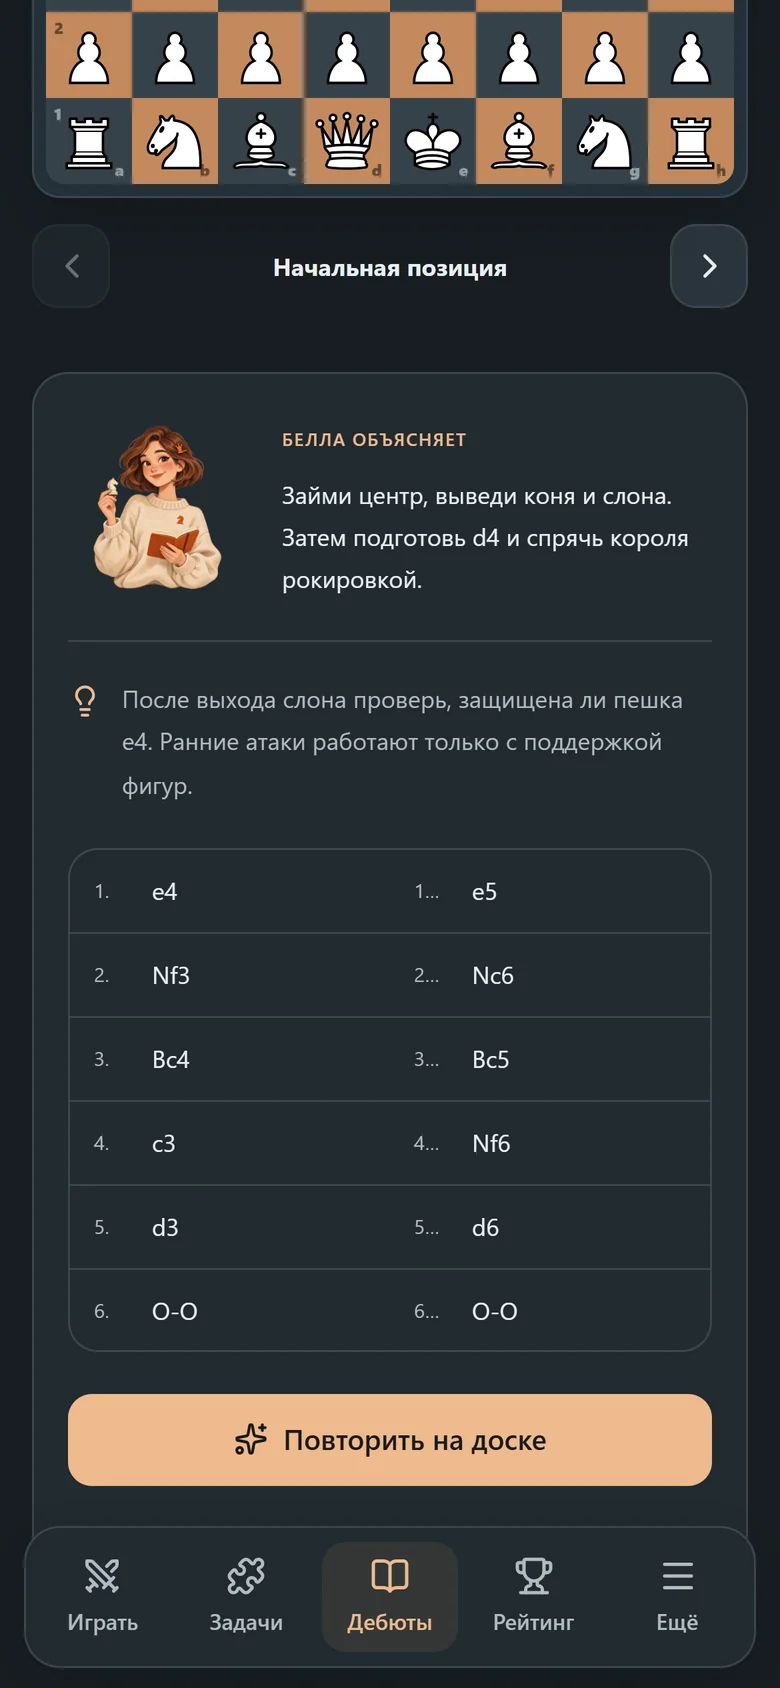 2
1
a b c d e f g h
Начальная позиция
БЕЛЛА ОБЪЯСНЯЕТ
Займи центр, выведи коня и слона.
Затем подготовь d4 и спрячь короля
рокировкой.
После выхода слона проверь, защищена ли пешка
e4. Ранние атаки работают только с поддержкой
фигур.
1. e4 1... e5
2. Nf3 2... Nc6
3. Bc4 3... Bc5
4. c3 4... Nf6
5. d3 5... d6
6. O-O 6... O-O
Повторить на доске
Играть Задачи Дебюты Рейтинг Ещё